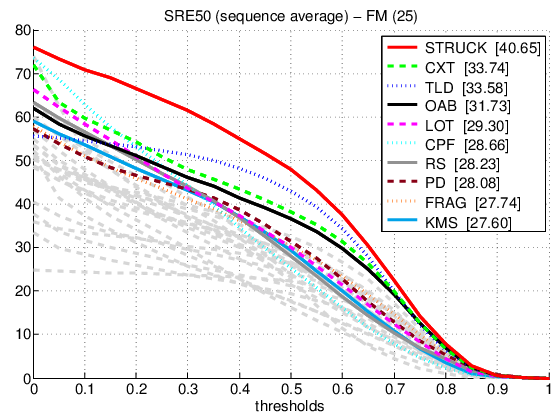 SRE50 (sequence average) − FM (25)
80
70
60
50
40
30
20
10
0
0 0.1 0.2 0.3 0.4 0.5 0.6 0.7 0.8 0.9 1
thresholds
STRUCK [40.65]
CXT [33.74]
TLD [33.58]
OAB [31.73]
LOT [29.30]
CPF [28.66]
RS [28.23]
PD [28.08]
FRAG [27.74]
KMS [27.60]